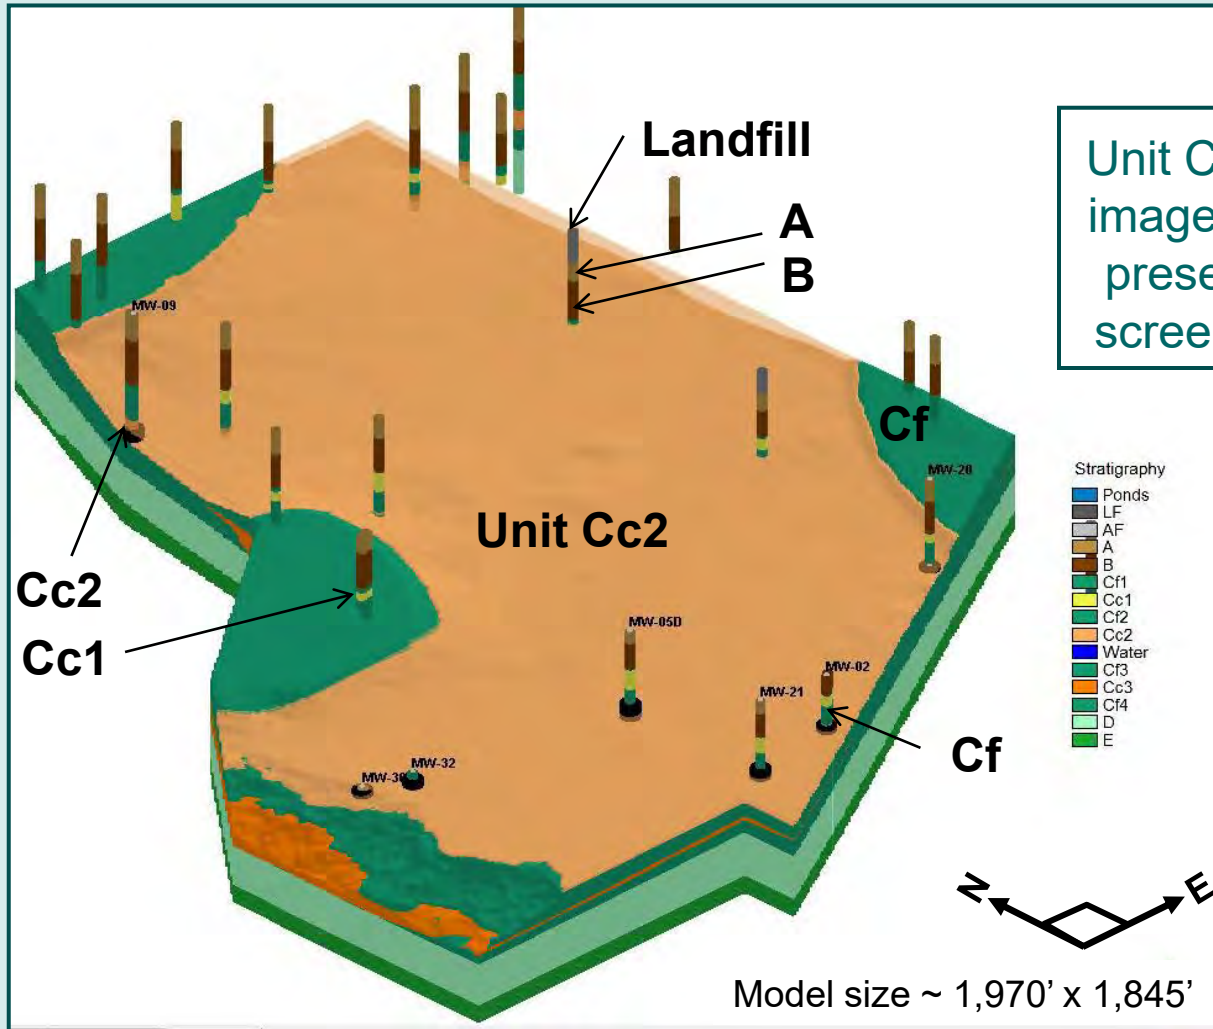 Landfill
A
B
Unit C
image
prese
scree
MW-09
Cf
MW-20
Stratigraphy
Ponds
LF
AF
A
B
Cf1
Cc1
Cf2
Cc2
Water
Cf3
Cc3
Cf4
D
E
Unit Cc2
Cc2
Cc1
MW-05D
MW-02
MW-21
Cf
MW-32
N
E
Model size ~ 1,970’ x 1,845’